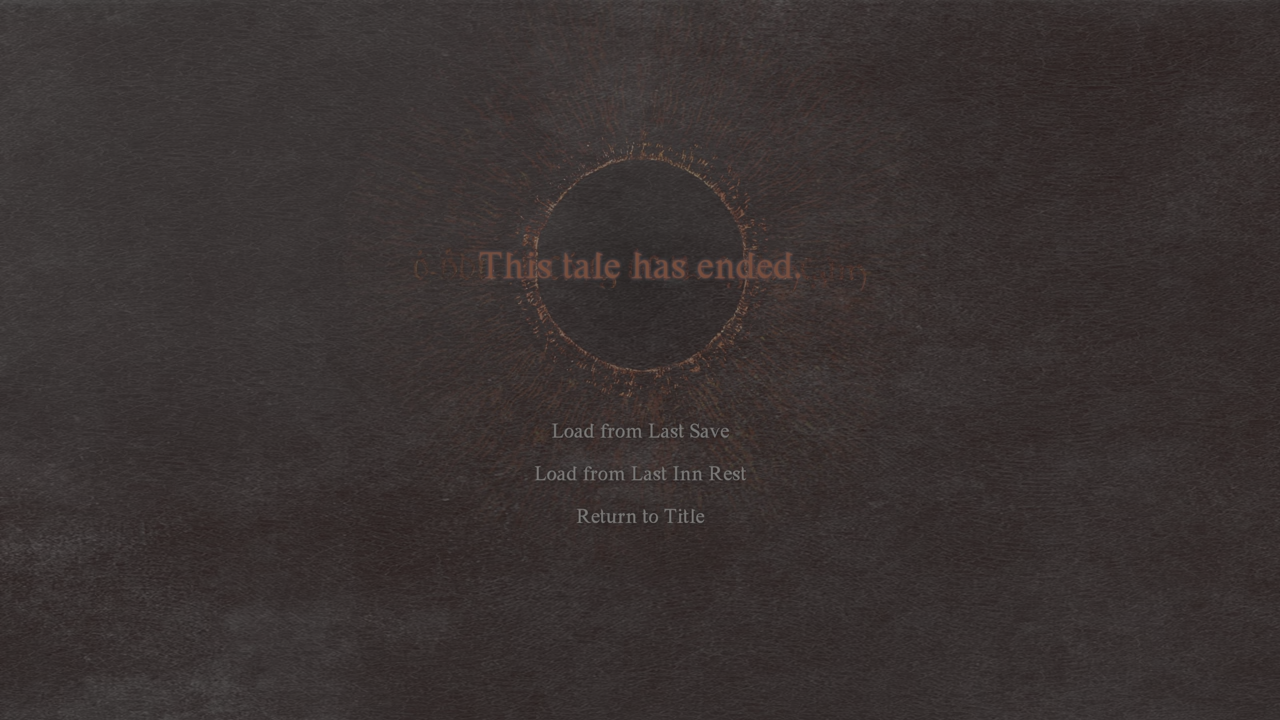 This tale has ended.
Load from Last Save
Load from Last Inn Rest
Return to Title